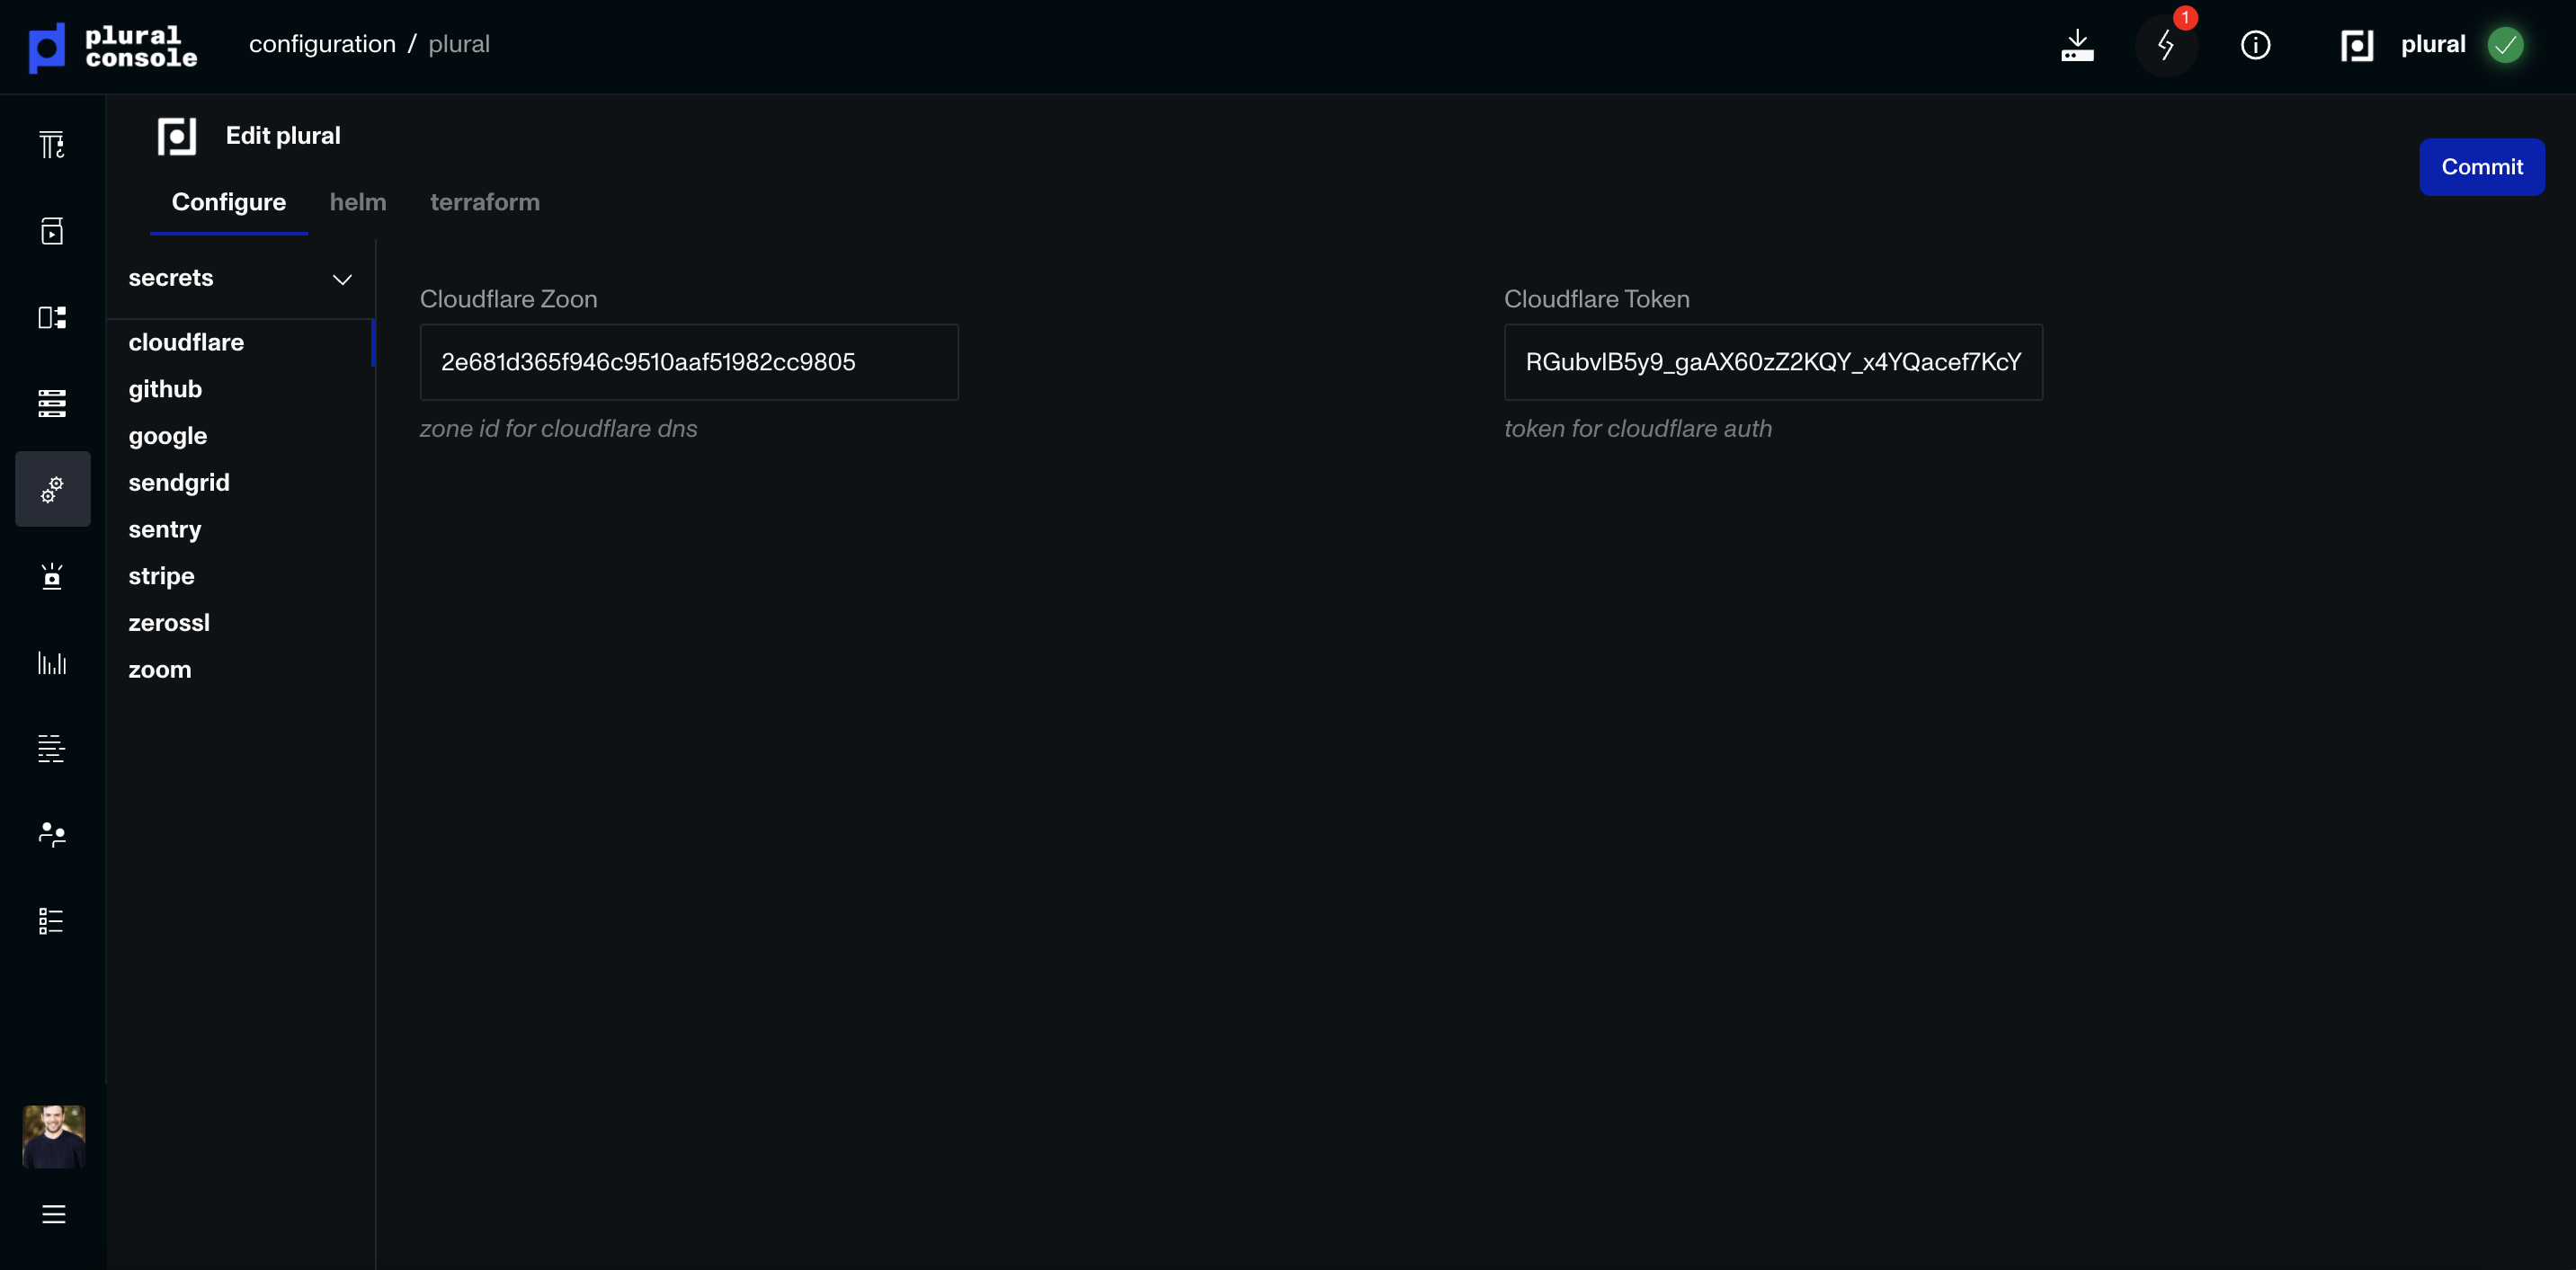 plural
console
configuration / plural
1
plural
Edit plural
Commit
Configure helm terraform
secrets
cloudflare
github
google
sendgrid
sentry
stripe
zerossl
zoom
Cloudflare Zoon
2e681d365f946c9510aaf51982cc9805
zone id for cloudflare dns
Cloudflare Token
RGubvlB5y9_gaAX60zZ2KQY_x4YQacef7KcY
token for cloudflare auth